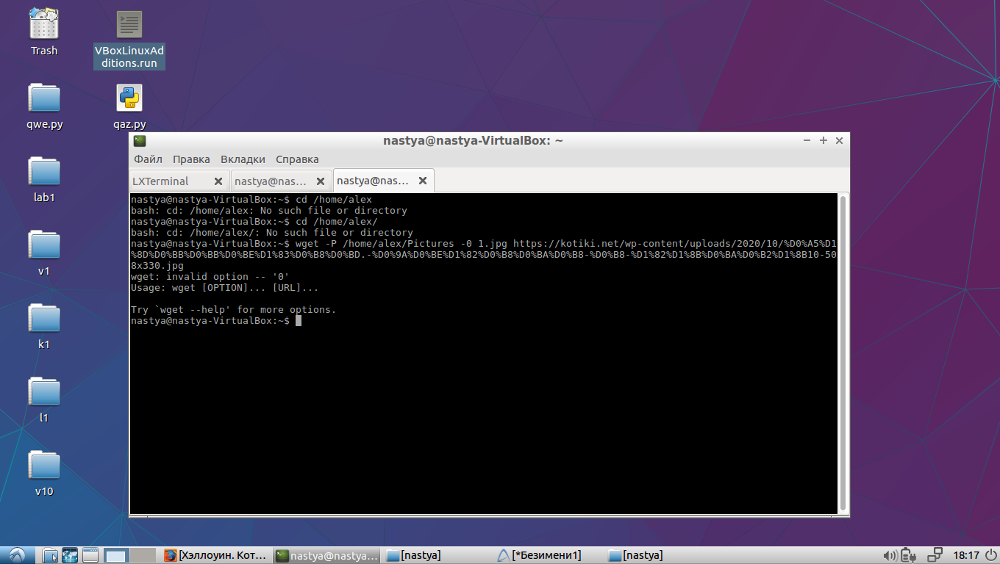 Trash
VBoxLinuxAd
ditions.run
qwe.py
qaz.py
lab1
v1
k1
l1
v10
nastya@nastya-VirtualBox: ~
Файл Правка Вкладки Справка
LXTerminal nastya@nas... nastya@nas...
nastya@nastya-VirtualBox:~$ cd /home/alex
bash: cd: /home/alex: No such file or directory
nastya@nastya-VirtualBox:~$ cd /home/alex/
bash: cd: /home/alex/: No such file or directory
nastya@nastya-VirtualBox:~$ wget -P /home/alex/Pictures -0 1.jpg https://kotiki.net/wp-content/uploads/2020/10/%D0%A5%D1
%8D%D0%BB%D0%BB%D0%BE%D1%83%D0%B8%D0%BD.-%D0%9A%D0%BE%D1%82%D0%B8%D0%BA%D0%B8-%D0%B8-%D1%82%D1%8B%D0%BA%D0%B2%D1%8B10-50
8x330.jpg
wget: invalid option -- '0'
Usage: wget [OPTION]... [URL]...
Try `wget --help' for more options.
nastya@nastya-VirtualBox:~$
[Хэллоуин. Кот... nastya@nastya... [nastya] [*Безимени1] [nastya] 18:17